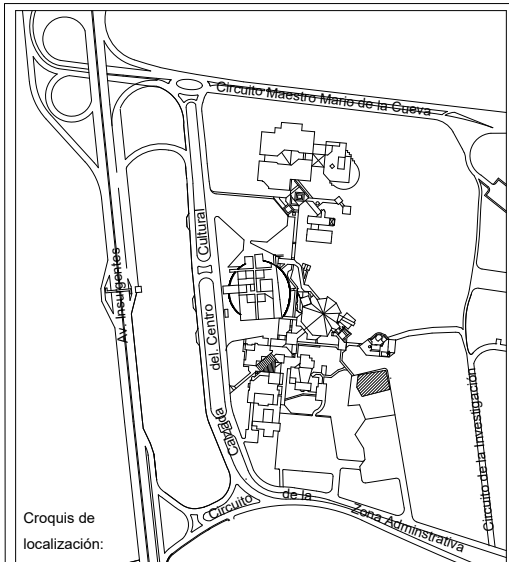 Circuito Maestro Mario de la Cueva
Av. Insurgentes
Calzada del. Centro Cultural
Circuito de la Investigación
Circuito de la Zona Adminstrativa
Croquis de
localización: